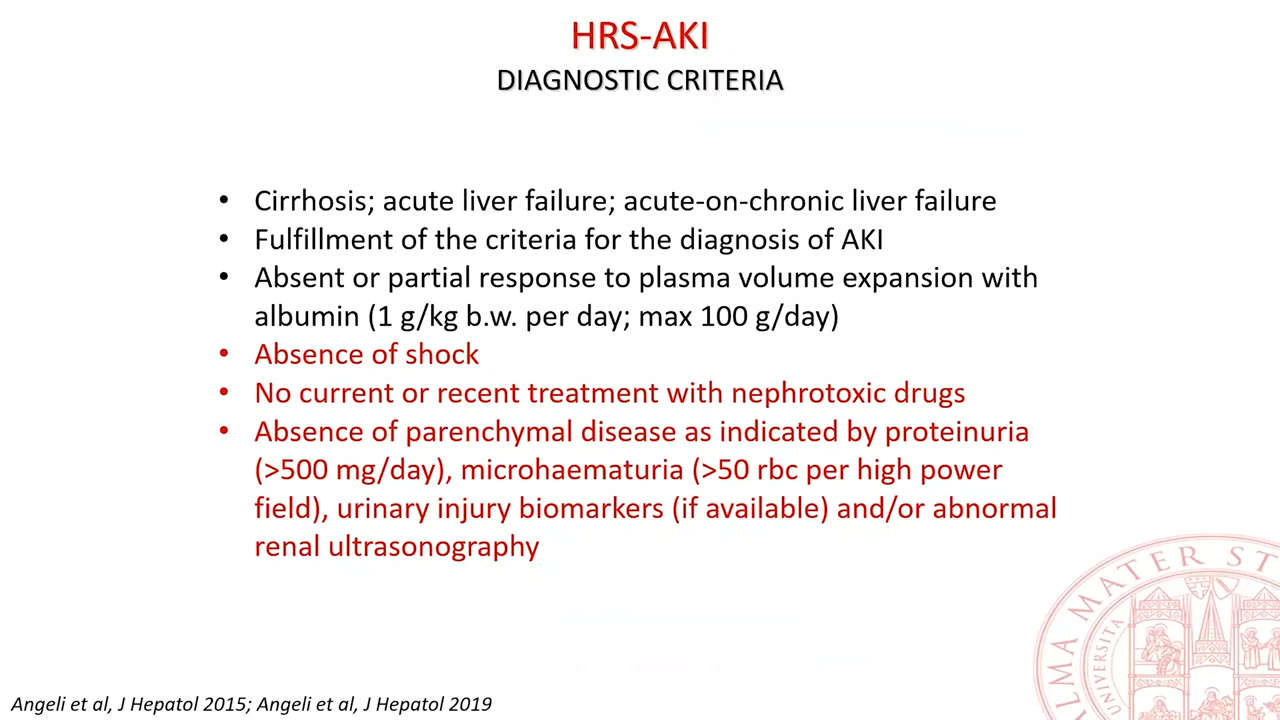 HRS-AKI
DIAGNOSTIC CRITERIA
• Cirrhosis; acute liver failure; acute-on-chronic liver failure
• Fulfillment of the criteria for the diagnosis of AKI
• Absent or partial response to plasma volume expansion with
albumin (1 g/kg b.w. per day; max 100 g/day)
• Absence of shock
• No current or recent treatment with nephrotoxic drugs
• Absence of parenchymal disease as indicated by proteinuria
(>500 mg/day), microhaematuria (>50 rbc per high power
field), urinary injury biomarkers (if available) and/or abnormal
renal ultrasonography
ALMA MATER ST
UNIVERSITA
Angeli et al, J Hepatol 2015; Angeli et al, J Hepatol 2019